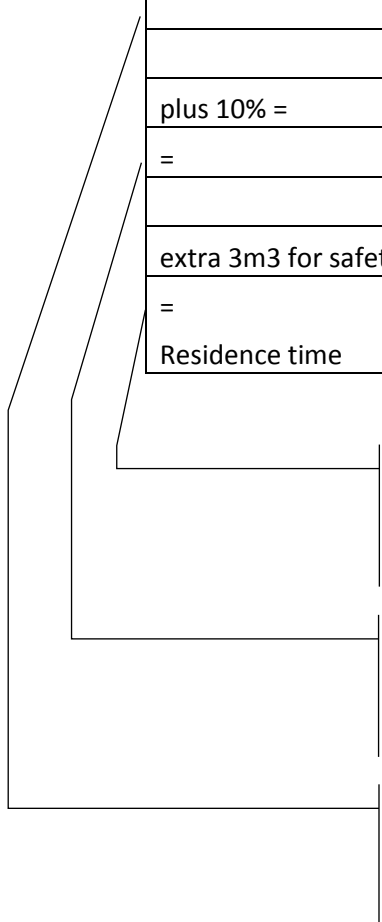 plus 10% =
=
extra 3m3 for safet
=
Residence time